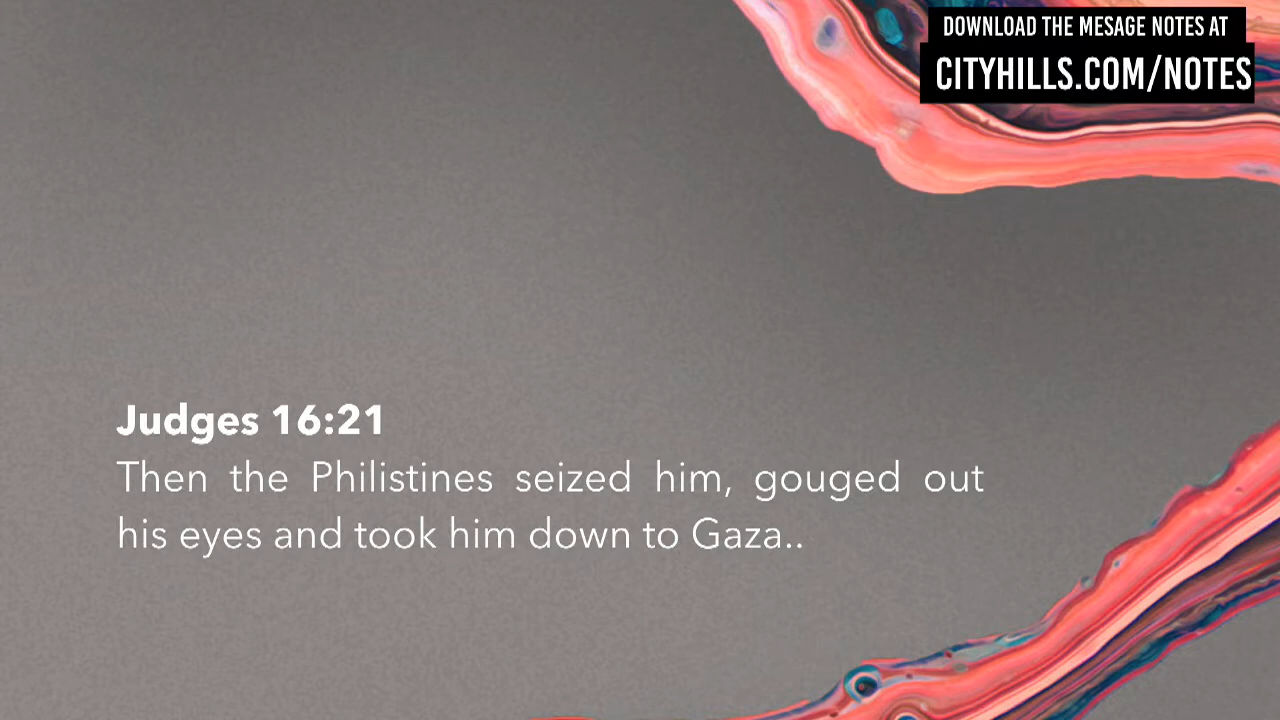 DOWNLOAD THE MESAGE NOTES AT
CITYHILLS.COM/NOTES
Judges 16:21
Then the Philistines seized him, gouged out
his eyes and took him down to Gaza..